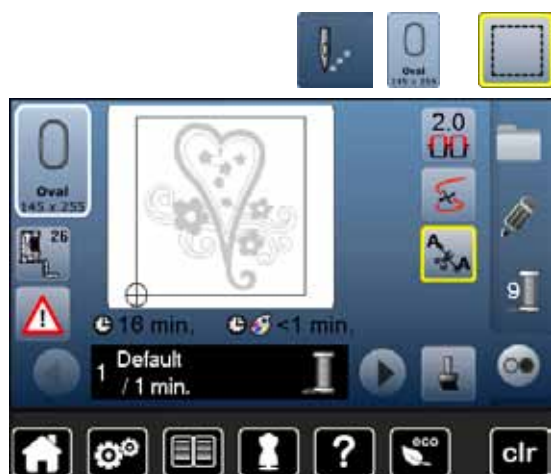 Oval
145 x 255
2.0
Oval
145 x 255
26
A
A
9
16 min.
<1 min.
1 Default
/ 1 min.
?
eco
clr